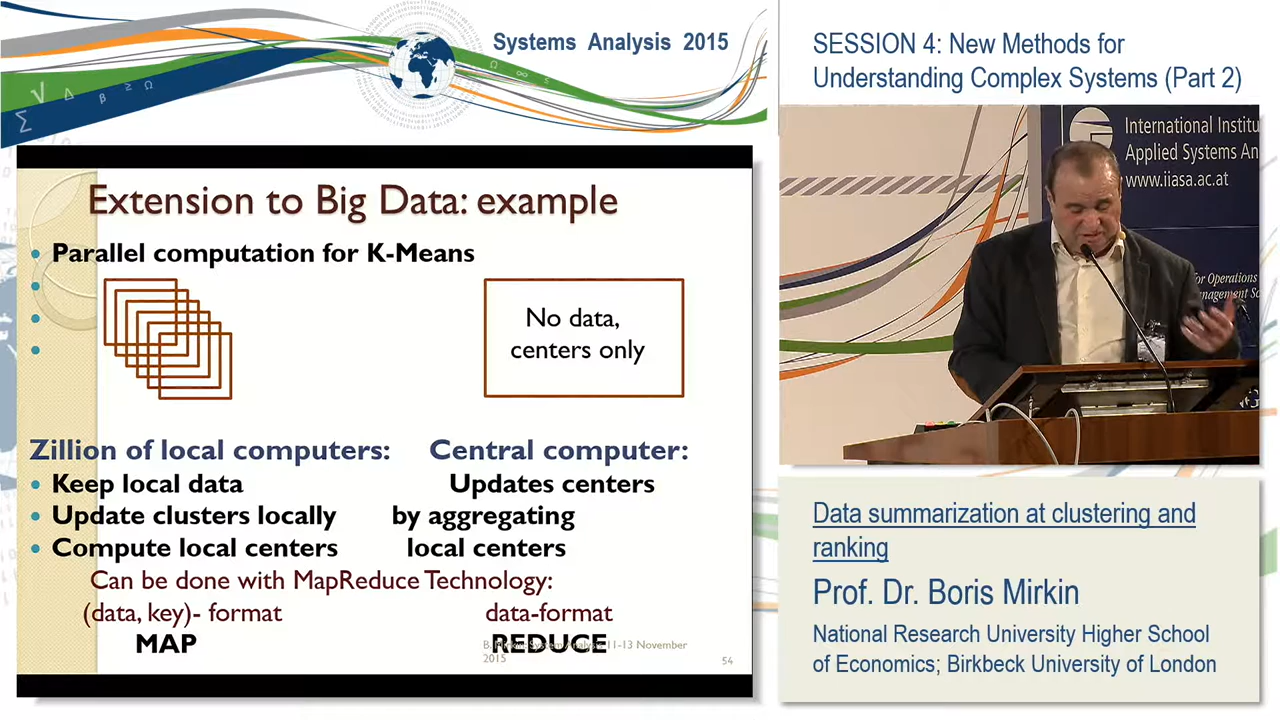 Systems Analysis 2015
SESSION 4: New Methods for
Understanding Complex Systems (Part 2)
Extension to Big Data: example
Parallel computation for K-Means
No data,
centers only
Zillion of local computers: Central computer:
Keep local data Updates centers
Update clusters locally by aggregating
Compute local centers local centers
Can be done with MapReduce Technology:
(data, key)- format data-format
MAP REDUCE
11-13 November
2015
54
International Institu
Applied Systems An
www.iiasa.ac.at
for Operations
Data summarization at clustering and
ranking
Prof. Dr. Boris Mirkin
National Research University Higher School
of Economics; Birkbeck University of London